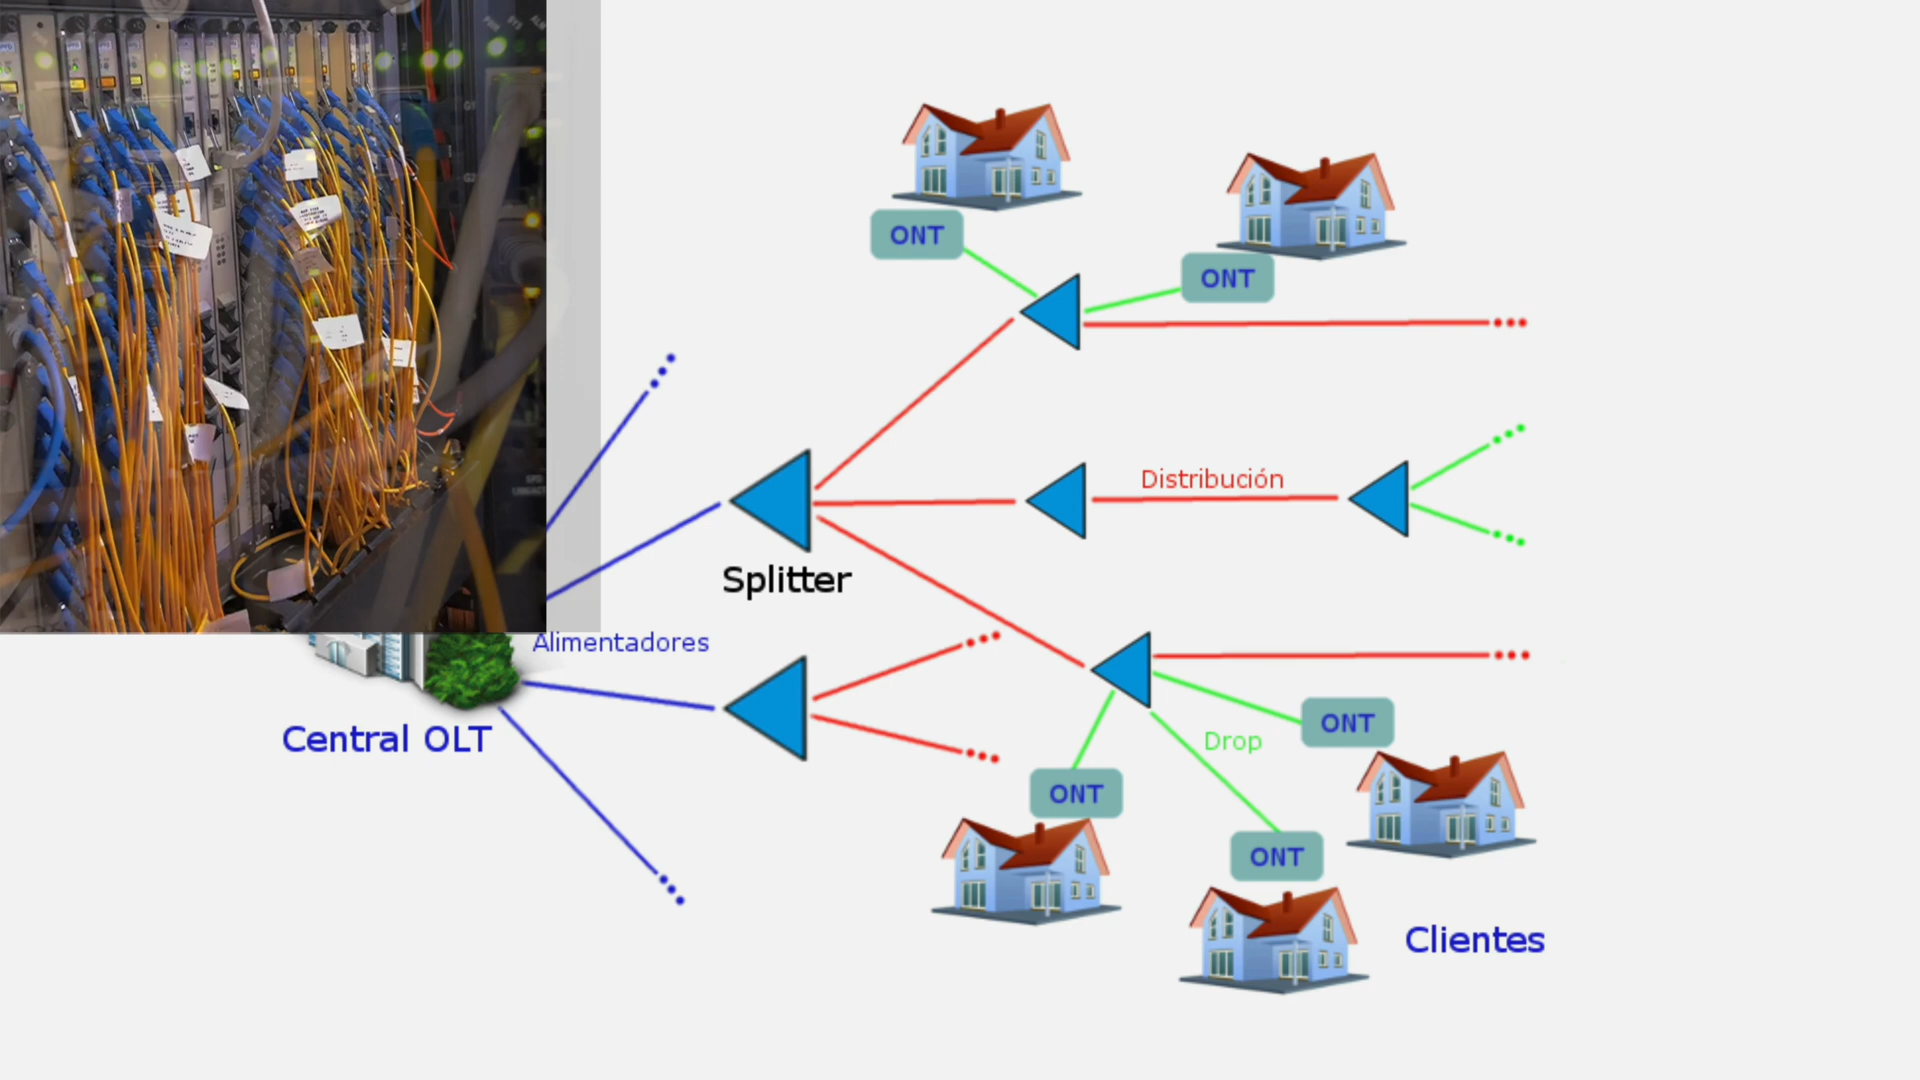 ONT
ONT
Distribución
Splitter
Alimentadores
Central OLT
ONT
Drop
ONT
ONT
Clientes